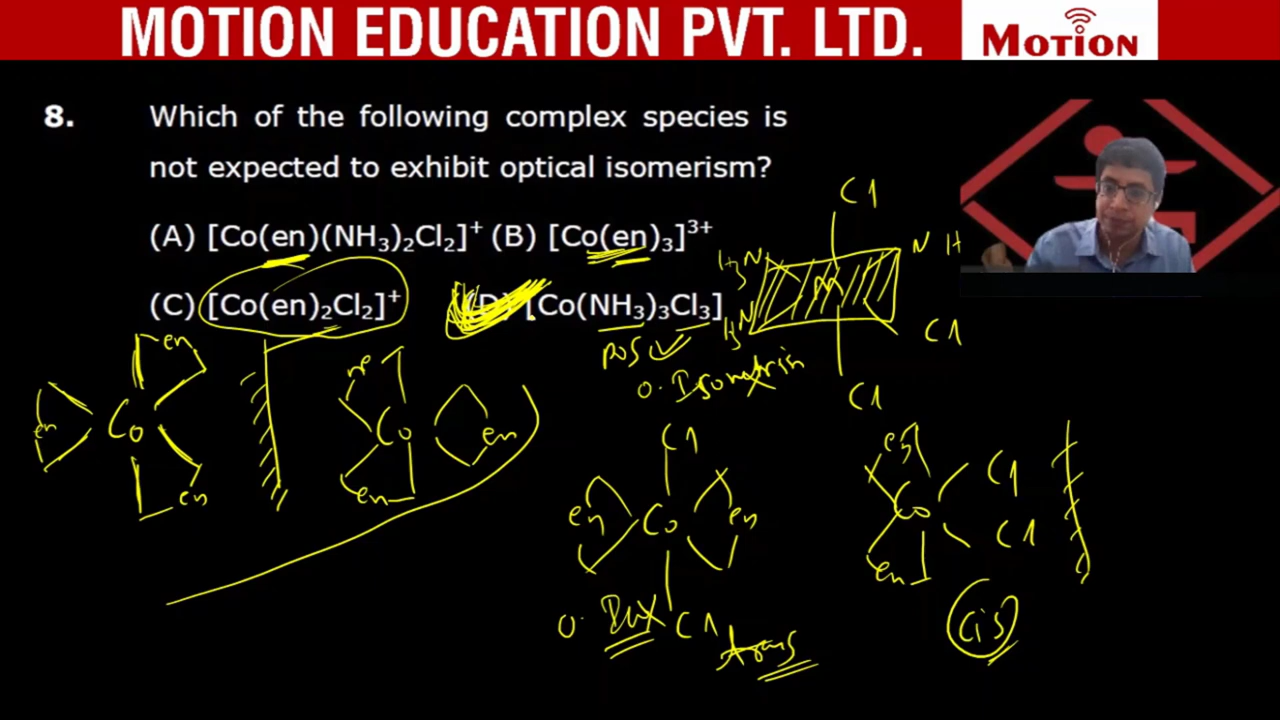 MOTION EDUCATION PVT. LTD.
MOTION
8. Which of the following complex species is
not expected to exhibit optical isomerism?
(A) [Co(en)(NH₃)₂Cl₂]⁺ (B) [Co(en)₃]³⁺
(C) [Co(en)₂Cl₂]⁺ (D) [Co(NH₃)₃Cl₃]
Cl
H₃N
NH
M
H₃N
Cl
Cl
POS ✓
en
en
Co
en
en
Co
en
en
Cl
en
Co
en
Cl
trans
en
Co
en
Cl
Cl
cis